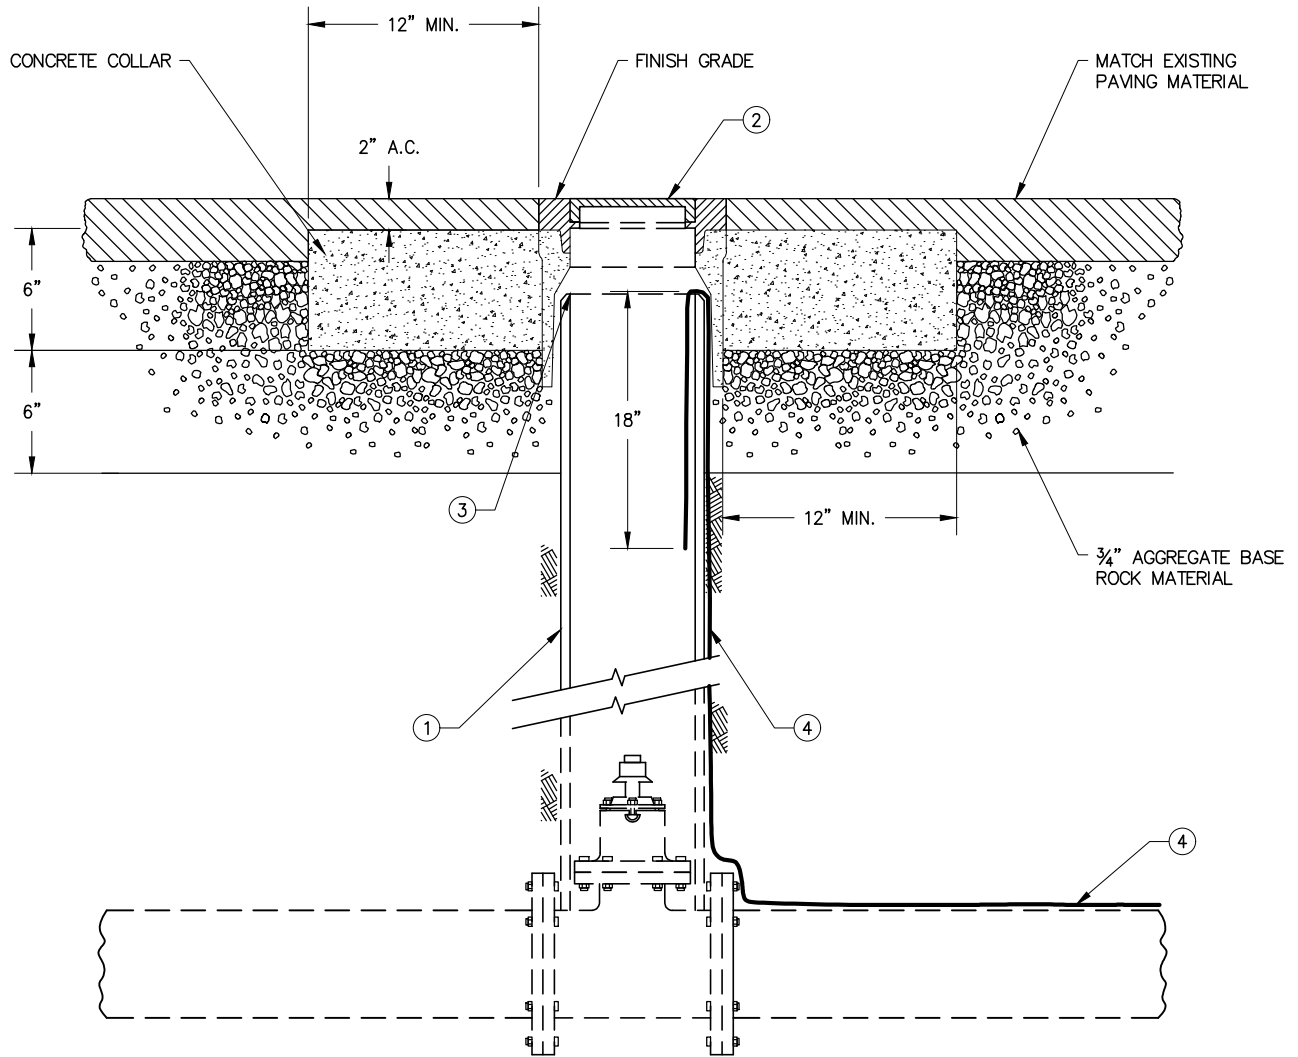 12” MIN.
CONCRETE COLLAR
FINISH GRADE
MATCH EXISTING
PAVING MATERIAL
2
2” A.C.
6”
6”
18”
3
12” MIN.
¾” AGGREGATE BASE
ROCK MATERIAL
1
4
4